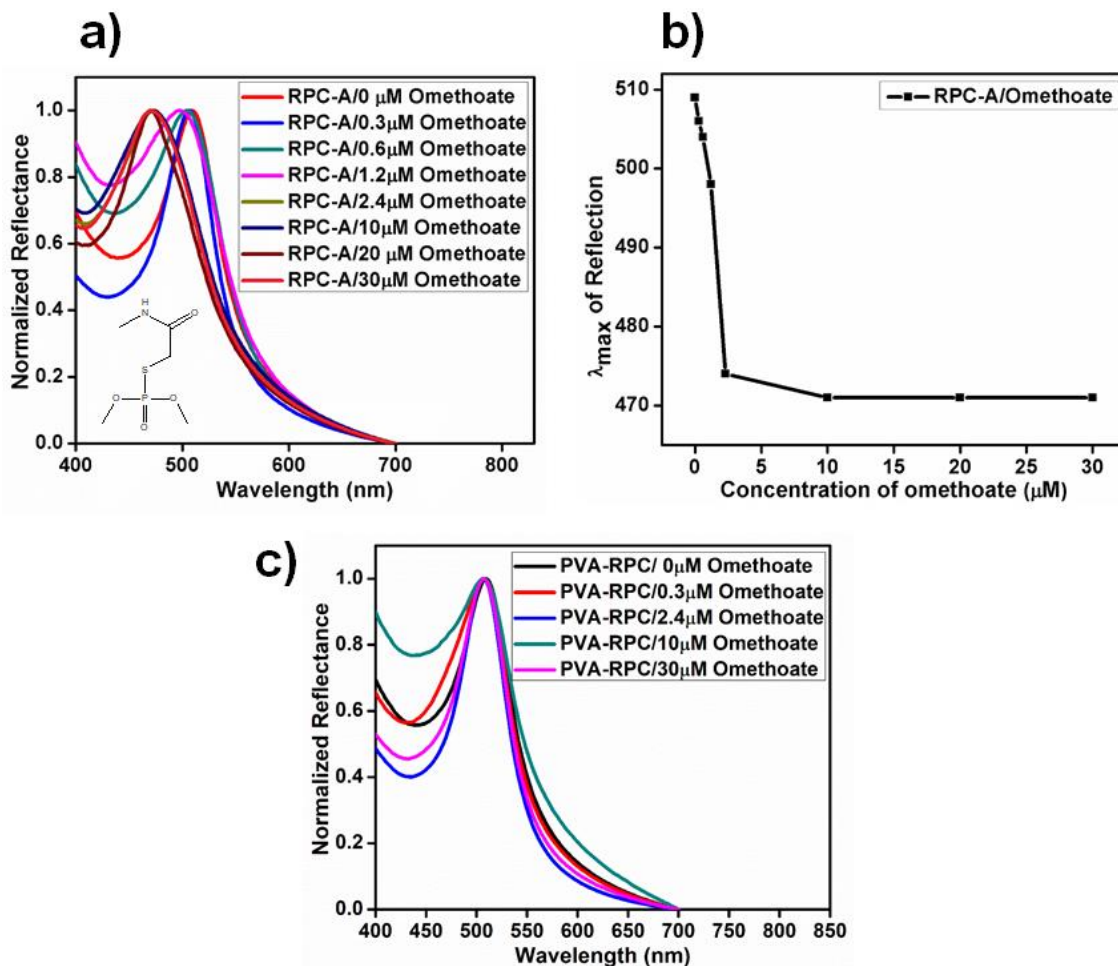 a)
Normalized Reflectance
1.0
0.8
0.6
0.4
0.2
0.0
RPC-A/0 μM Omethoate
RPC-A/0.3μM Omethoate
RPC-A/0.6μM Omethoate
RPC-A/1.2μM Omethoate
RPC-A/2.4μM Omethoate
RPC-A/10μM Omethoate
RPC-A/20 μM Omethoate
RPC-A/30μM Omethoate
H
N
O
S
O P O
O
400 500 600 700 800
Wavelength (nm)
b)
λmax of Reflection
510
500
490
480
470
RPC-A/Omethoate
0 5 10 15 20 25 30
Concentration of omethoate (μM)
c)
Normalized Reflectance
1.0
0.8
0.6
0.4
0.2
0.0
PVA-RPC/ 0μM Omethoate
PVA-RPC/0.3μM Omethoate
PVA-RPC/2.4μM Omethoate
PVA-RPC/10μM Omethoate
PVA-RPC/30μM Omethoate
400 450 500 550 600 650 700 750 800 850
Wavelength (nm)